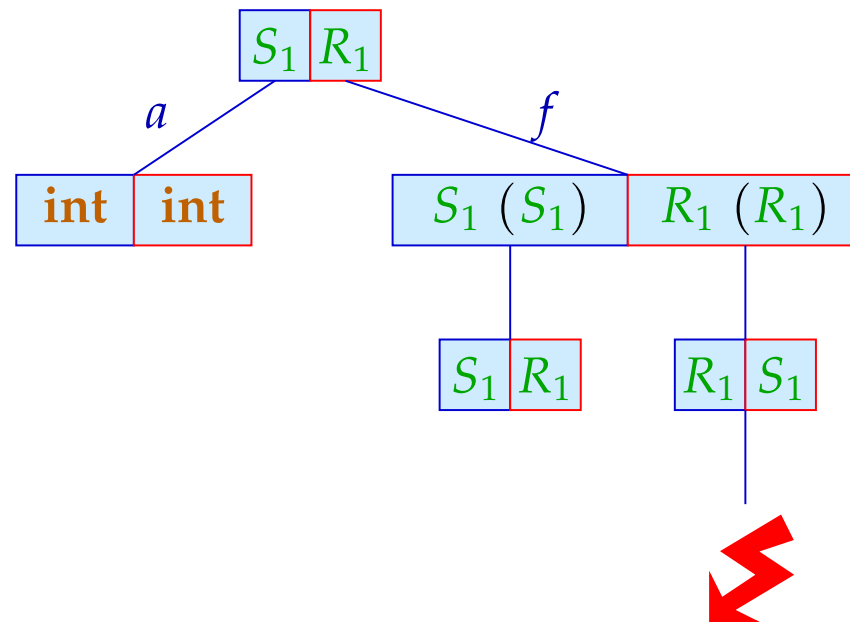 S₁ R₁
a f
int int S₁ (S₁) R₁ (R₁)
S₁ R₁ R₁ S₁